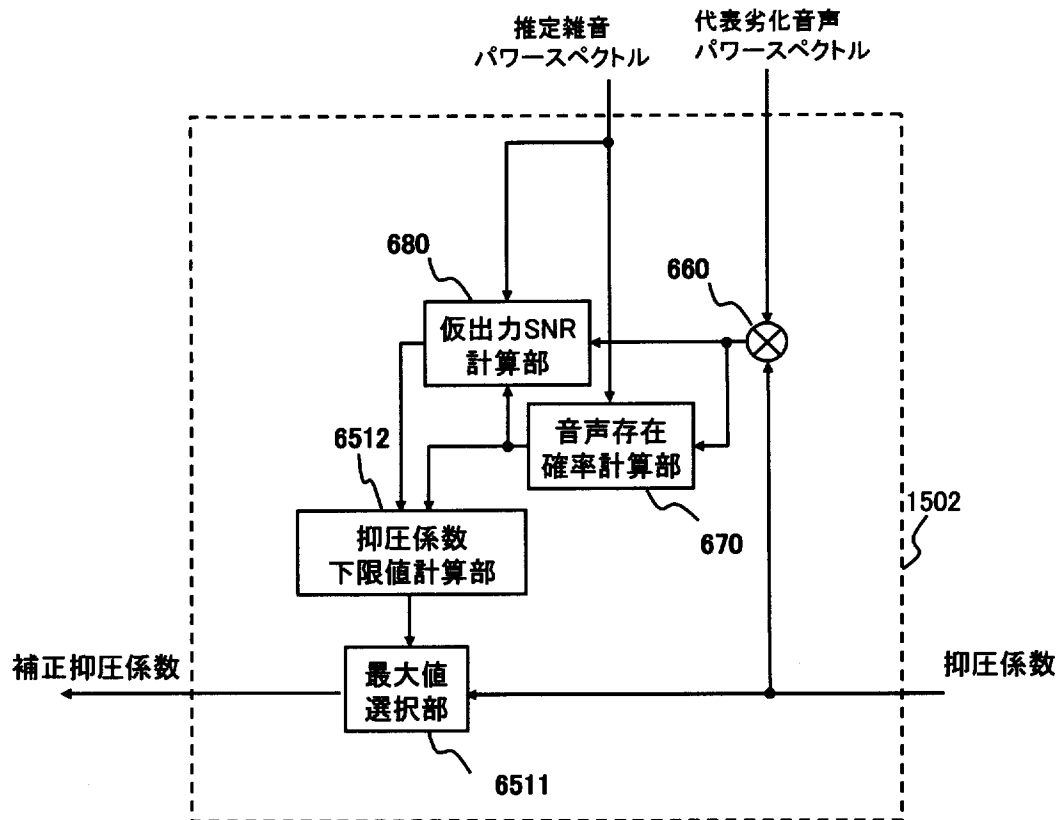 推定雑音
パワースペクトル
代表劣化音声
パワースペクトル
680
660
仮出力SNR
計算部
6512
音声存在
確率計算部
1502
抑圧係数
下限値計算部
670
補正抑圧係数
最大値
選択部
抑圧係数
6511